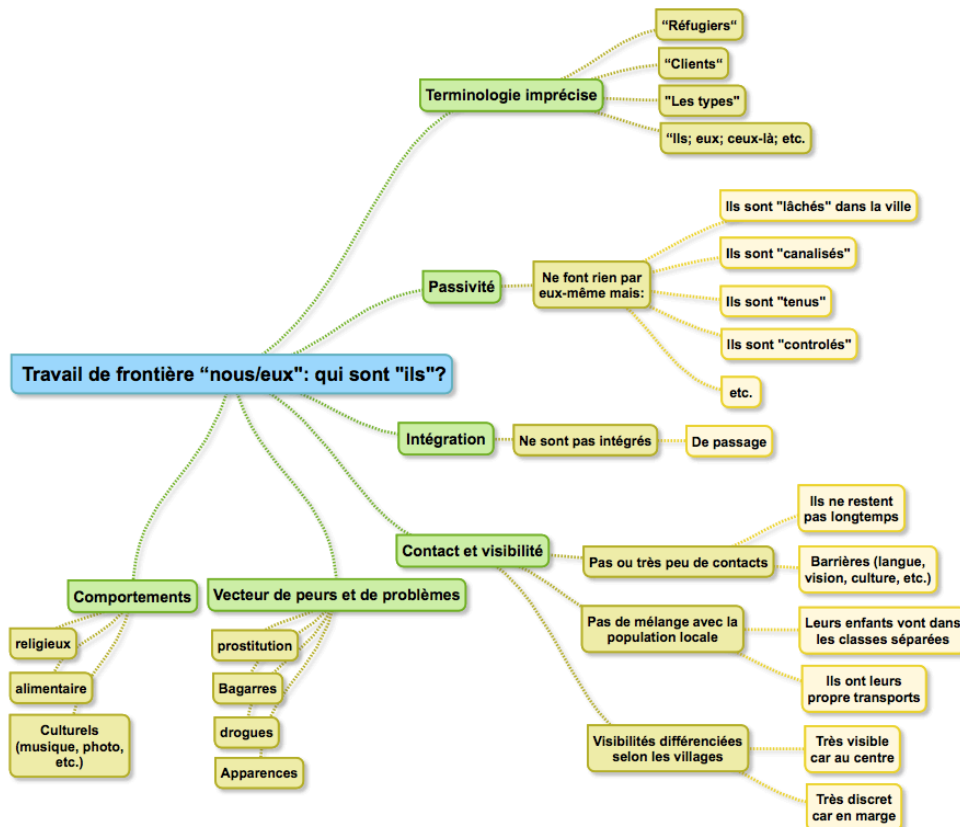 “Réfugiers“
“Clients“
Terminologie imprécise
"Les types"
“Ils; eux; ceux-là; etc.
Ils sont "lâchés" dans la ville
Ils sont "canalisés"
Passivité
Ne font rien par
eux-même mais:
Ils sont "tenus"
Ils sont "controlés"
etc.
Travail de frontière “nous/eux": qui sont "ils"?
Intégration
Ne sont pas intégrés
De passage
Contact et visibilité
Pas ou très peu de contacts
Ils ne restent
pas longtemps
Barrières (langue,
vision, culture, etc.)
Pas de mélange avec la
population locale
Leurs enfants vont dans
les classes séparées
Ils ont leurs
propre transports
Visibilités différenciées
selon les villages
Très visible
car au centre
Très discret
car en marge
Vecteur de peurs et de problèmes
prostitution
Bagarres
drogues
Apparences
Comportements
religieux
alimentaire
Culturels
(musique, photo,
etc.)